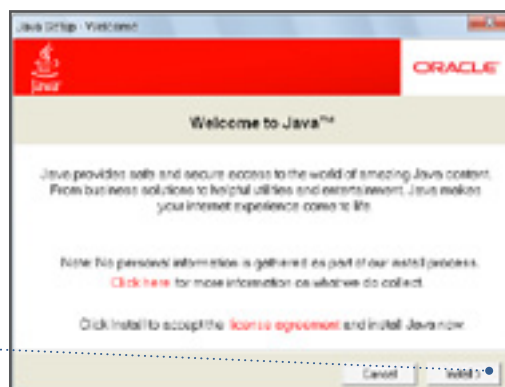 Java Setup - Welcome
Java
ORACLE
Welcome to Java™
Java provides safe and secure access to the world of amazing Java content.
From business solutions to helpful utilities and entertainment, Java makes
your internet experience come to life.
Note: No personal information is gathered as part of our install process.
Click here for more information on what we do collect.
Click Install to accept the license agreement and install Java now.
Cancel
Install >